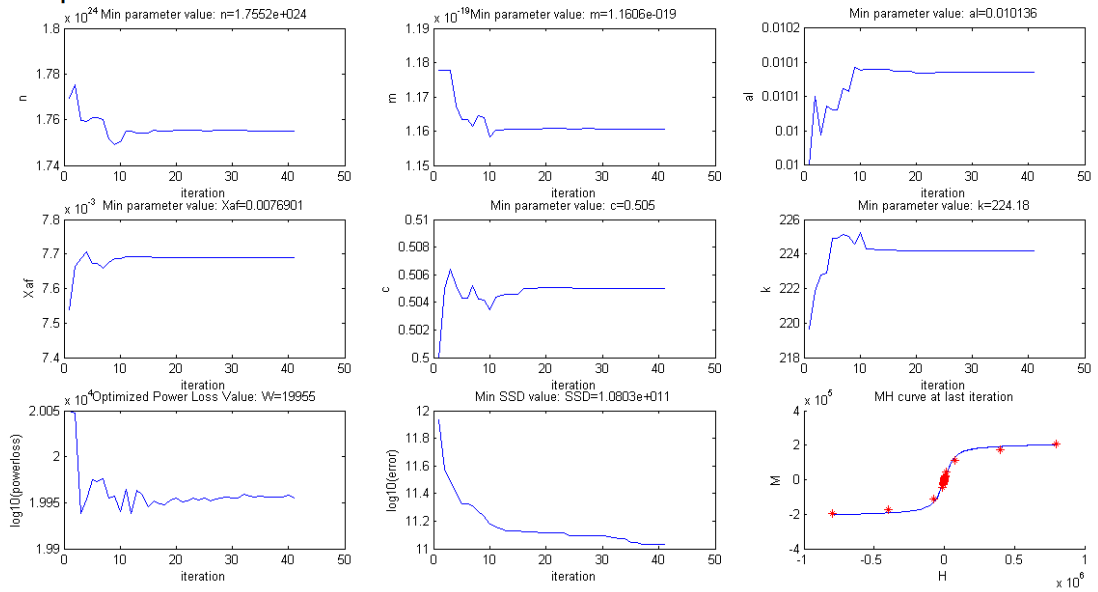 x 10^24 Min parameter value: n=1.7552e+024
1.8
1.78
1.76
1.74
n
0 10 20 30 40 50
iteration
x 10^-19 Min parameter value: m=1.1606e-019
1.19
1.18
1.17
1.16
1.15
m
0 10 20 30 40 50
iteration
Min parameter value: al=0.010136
0.0102
0.0101
0.0101
0.01
0.01
al
0 10 20 30 40 50
iteration
x 10^-3 Min parameter value: Xaf=0.0076901
7.8
7.7
7.6
7.5
7.4
Xaf
0 10 20 30 40 50
iteration
Min parameter value: c=0.505
0.51
0.508
0.506
0.504
0.502
0.5
c
0 10 20 30 40 50
iteration
Min parameter value: k=224.18
226
224
222
220
218
k
0 10 20 30 40 50
iteration
x 10^4 Optimized Power Loss Value: W=19955
2.005
2
1.995
1.99
log10(powerloss)
0 10 20 30 40 50
iteration
Min SSD value: SSD=1.0803e+011
12
11.8
11.6
11.4
11.2
11
log10(error)
0 10 20 30 40 50
iteration
x 10^5 MH curve at last iteration
4
2
0
-2
-4
M
-1 -0.5 0 0.5 1
H
x 10^6